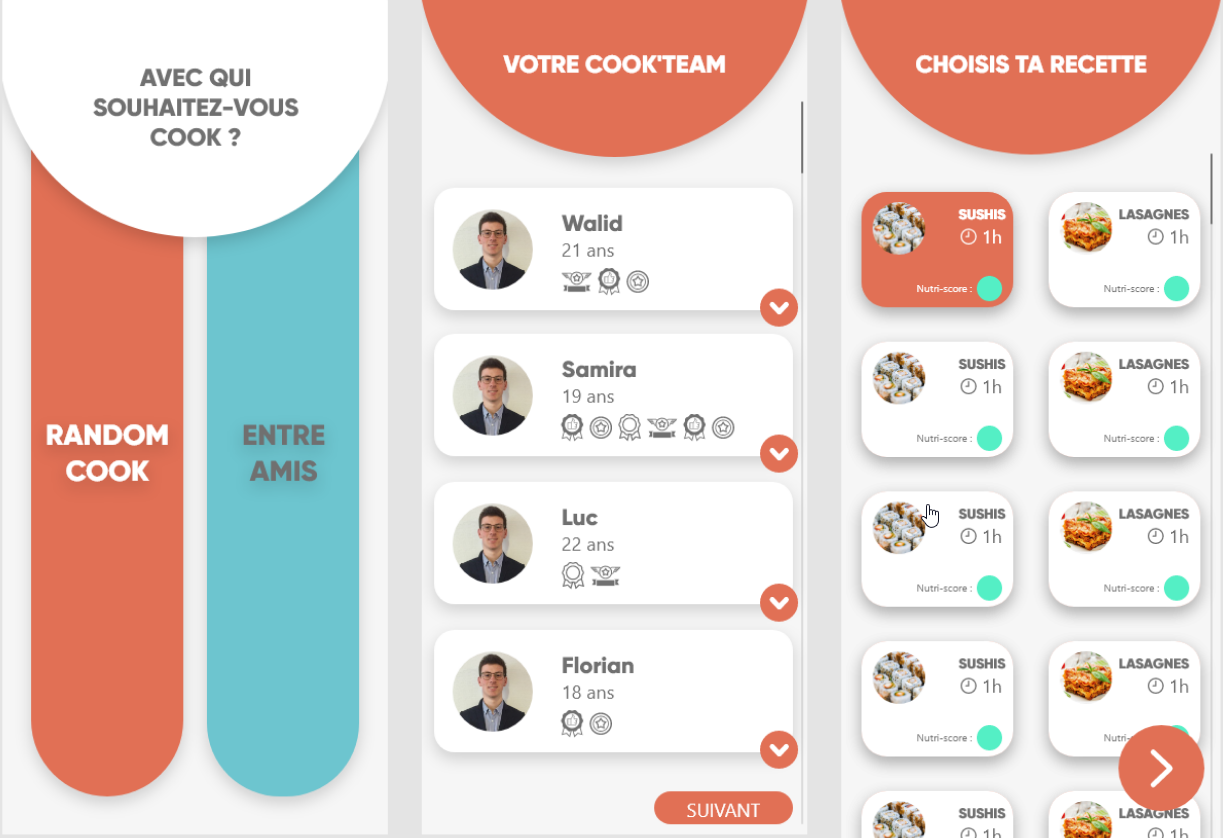 AVEC QUI
SOUHAITEZ-VOUS
COOK ?
RANDOM
COOK
ENTRE
AMIS
VOTRE COOK'TEAM
Walid
21 ans
Samira
19 ans
Luc
22 ans
Florian
18 ans
SUIVANT
CHOISIS TA RECETTE
SUSHIS
1h
Nutri-score :
LASAGNES
1h
Nutri-score :
SUSHIS
1h
Nutri-score :
LASAGNES
1h
Nutri-score :
SUSHIS
1h
Nutri-score :
LASAGNES
1h
Nutri-score :
SUSHIS
1h
Nutri-score :
LASAGNES
1h
Nutri-
SUSHIS
1h
LASAGNES
1h